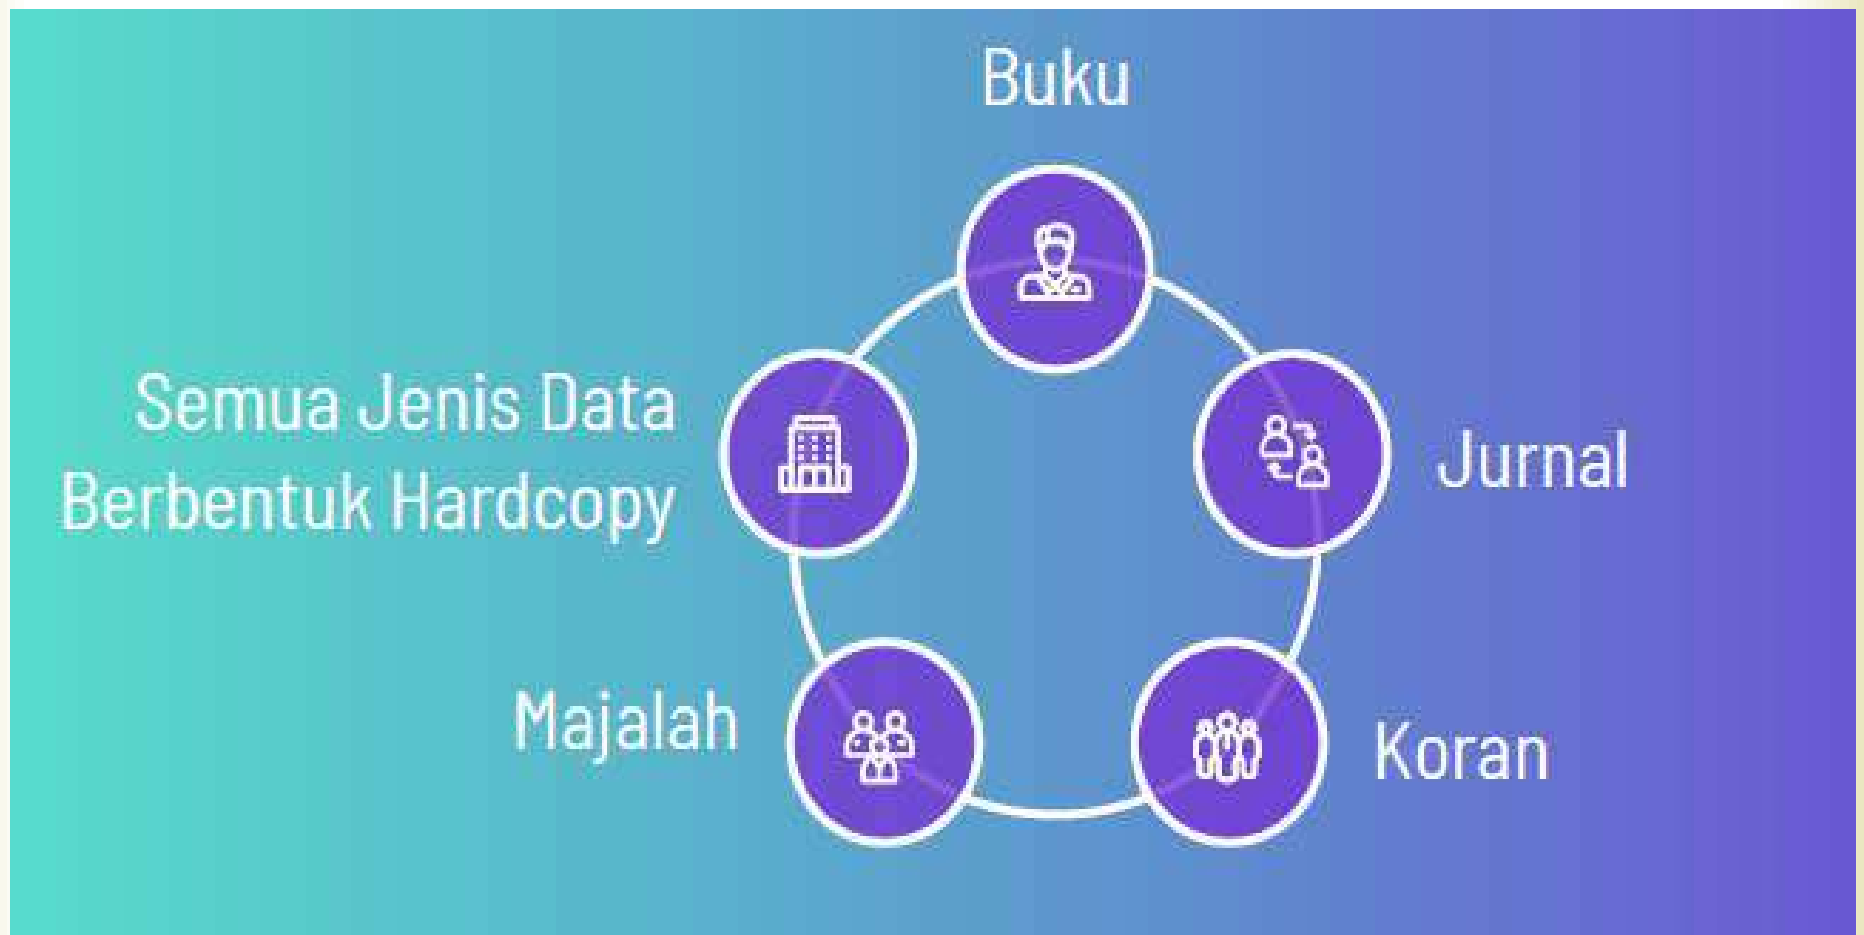 Buku
Semua Jenis Data
Berbentuk Hardcopy
Jurnal
Majalah
Koran